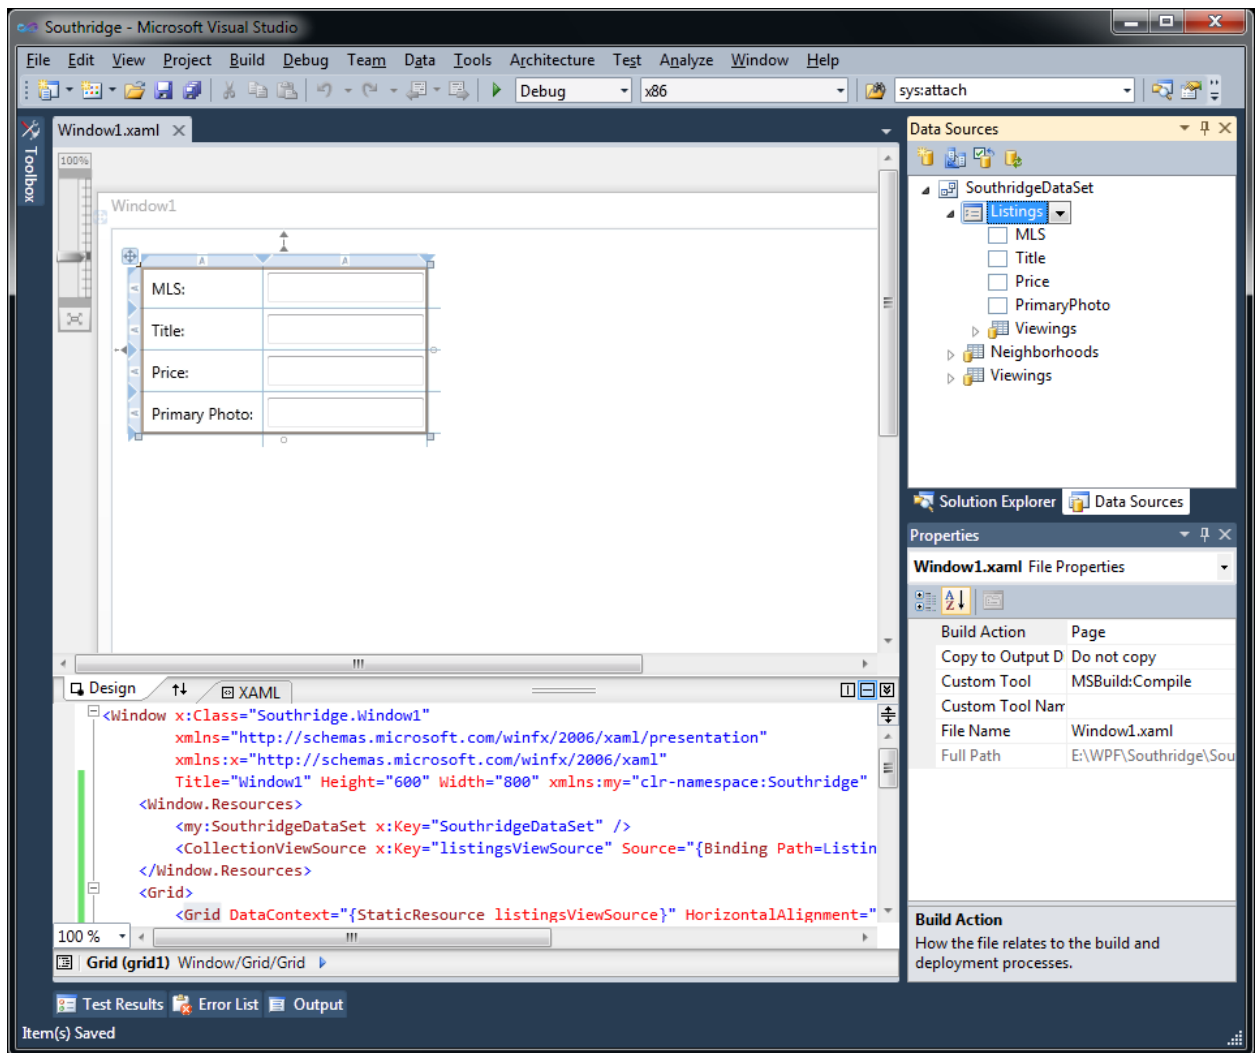 Southridge - Microsoft Visual Studio
File Edit View Project Build Debug Team Data Tools Architecture Test Analyze Window Help
Debug x86 sys:attach
Toolbox
Window1.xaml
100%
Window1
A A
MLS:
Title:
Price:
Primary Photo:
Design XAML
<Window x:Class="Southridge.Window1"
xmlns="http://schemas.microsoft.com/winfx/2006/xaml/presentation"
xmlns:x="http://schemas.microsoft.com/winfx/2006/xaml"
Title="Window1" Height="600" Width="800" xmlns:my="clr-namespace:Southridge"
<Window.Resources>
<my:SouthridgeDataSet x:Key="SouthridgeDataSet" />
<CollectionViewSource x:Key="listingsViewSource" Source="{Binding Path=Listin
</Window.Resources>
<Grid>
<Grid DataContext="{StaticResource listingsViewSource}" HorizontalAlignment="
100 %
Grid (grid1) Window/Grid/Grid
Data Sources
SouthridgeDataSet
Listings
MLS
Title
Price
PrimaryPhoto
Viewings
Neighborhoods
Viewings
Solution Explorer Data Sources
Properties
Window1.xaml File Properties
Build Action Page
Copy to Output D Do not copy
Custom Tool MSBuild:Compile
Custom Tool Nam
File Name Window1.xaml
Full Path E:\WPF\Southridge\Sou
Build Action
How the file relates to the build and
deployment processes.
Test Results Error List Output
Item(s) Saved